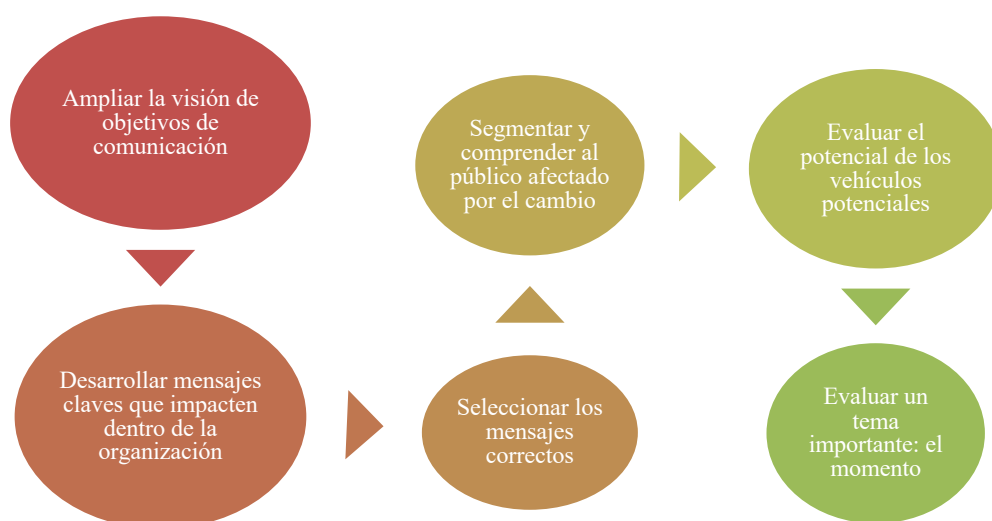 Ampliar la visión de
objetivos de
comunicación
Desarrollar mensajes
claves que impacten
dentro de la
organización
Seleccionar los
mensajes
correctos
Segmentar y
comprender al
público afectado
por el cambio
Evaluar el
potencial de los
vehículos
potenciales
Evaluar un
tema
importante: el
momento